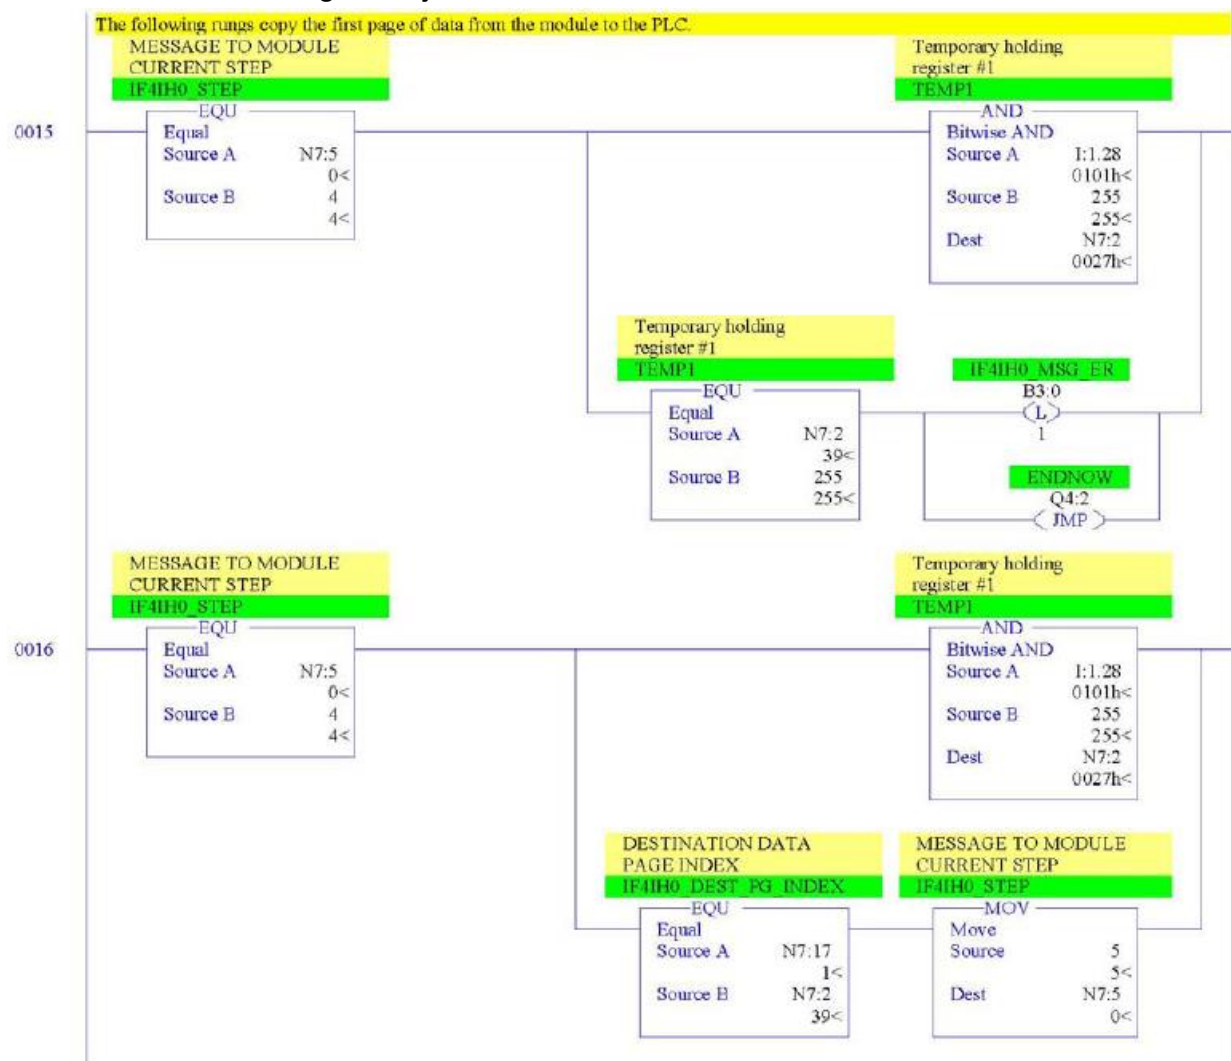 The following rungs copy the first page of data from the module to the PLC.
MESSAGE TO MODULE
CURRENT STEP
IF4IH0_STEP
EQU
Equal
Source A N7:5
0<
Source B 4
4<
0015
Temporary holding
register #1
TEMP1
AND
Bitwise AND
Source A I:1.28
0101h<
Source B 255
255<
Dest N7:2
0027h<
Temporary holding
register #1
TEMP1
EQU
Equal
Source A N7:2
39<
Source B 255
255<
IF4IH0_MSG_ER
B3:0
L
1
ENDNOW
Q4:2
JMP
MESSAGE TO MODULE
CURRENT STEP
IF4IH0_STEP
EQU
Equal
Source A N7:5
0<
Source B 4
4<
0016
Temporary holding
register #1
TEMP1
AND
Bitwise AND
Source A I:1.28
0101h<
Source B 255
255<
Dest N7:2
0027h<
DESTINATION DATA
PAGE INDEX
IF4IH0_DEST_PG_INDEX
EQU
Equal
Source A N7:17
1<
Source B N7:2
39<
MESSAGE TO MODULE
CURRENT STEP
IF4IH0_STEP
MOV
Move
Source 5
5<
Dest N7:5
0<